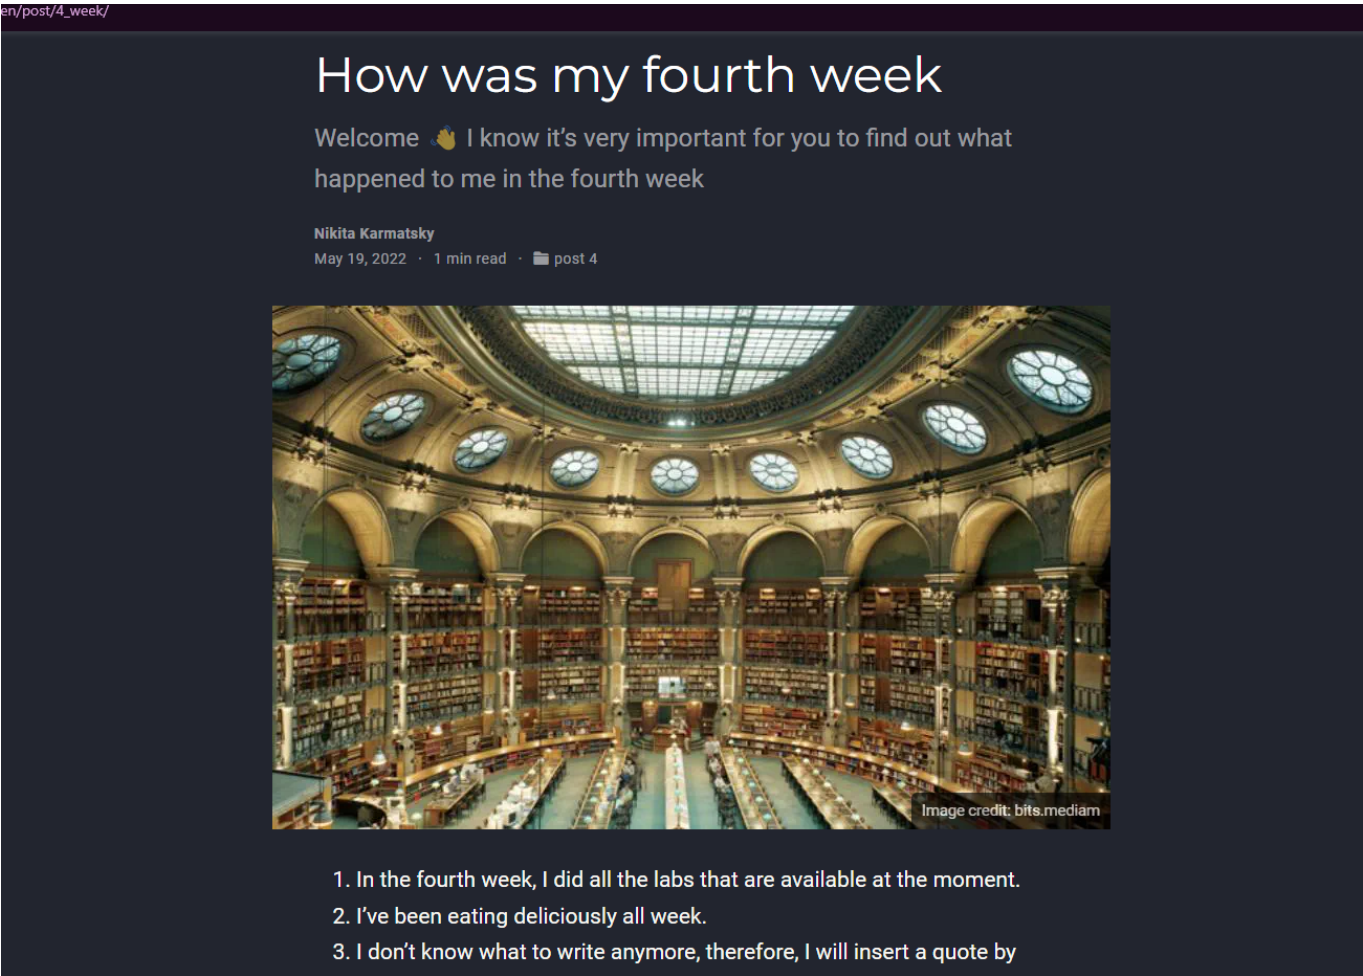 en/post/4_week/
How was my fourth week
Welcome 👋 I know it’s very important for you to find out what
happened to me in the fourth week
Nikita Karmatsky
May 19, 2022 · 1 min read · post 4
Image credit: bits.mediam
1. In the fourth week, I did all the labs that are available at the moment.
2. I’ve been eating deliciously all week.
3. I don’t know what to write anymore, therefore, I will insert a quote by